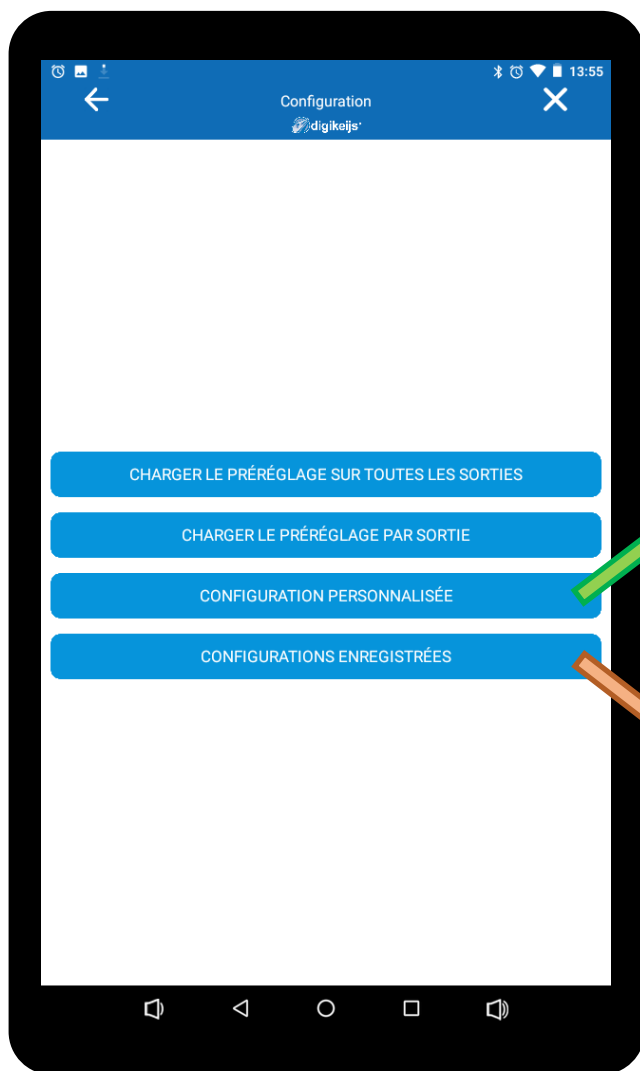 13:55
Configuration
digikeijs
CHARGER LE PRÉRÉGLAGE SUR TOUTES LES SORTIES
CHARGER LE PRÉRÉGLAGE PAR SORTIE
CONFIGURATION PERSONNALISÉE
CONFIGURATIONS ENREGISTRÉES